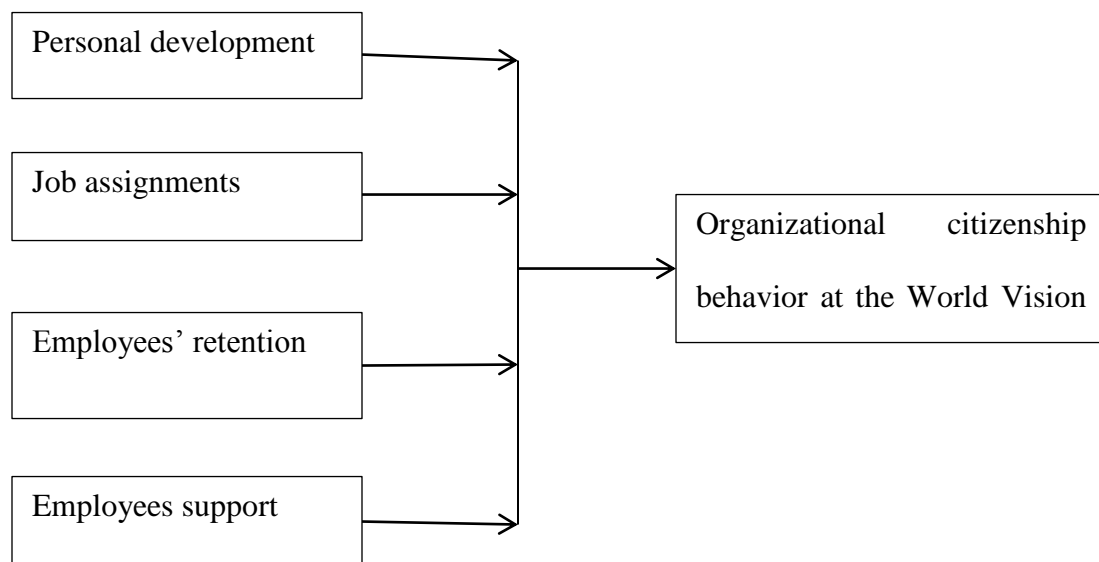 Personal development
Job assignments
Organizational citizenship
behavior at the World Vision
Employees’ retention
Employees support